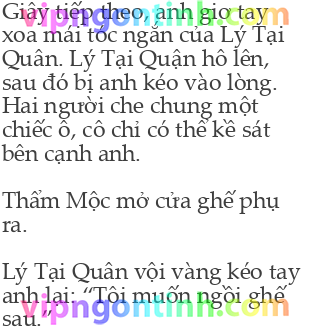 Giây tiếp theo, anh giơ tay
xoa mái tóc ngắn của Lý Tại
Quân. Lý Tại Quận hô lên,
sau đó bị anh kéo vào lòng.
Hai người che chung một
chiếc ô, cô chỉ có thể kề sát
bên cạnh anh.
Thẩm Mộc mở cửa ghế phụ
ra.
Lý Tại Quân vội vàng kéo tay
anh lại: “Tôi muốn ngồi ghế
sau.”
vipngontinh.com
vipngontinh.com